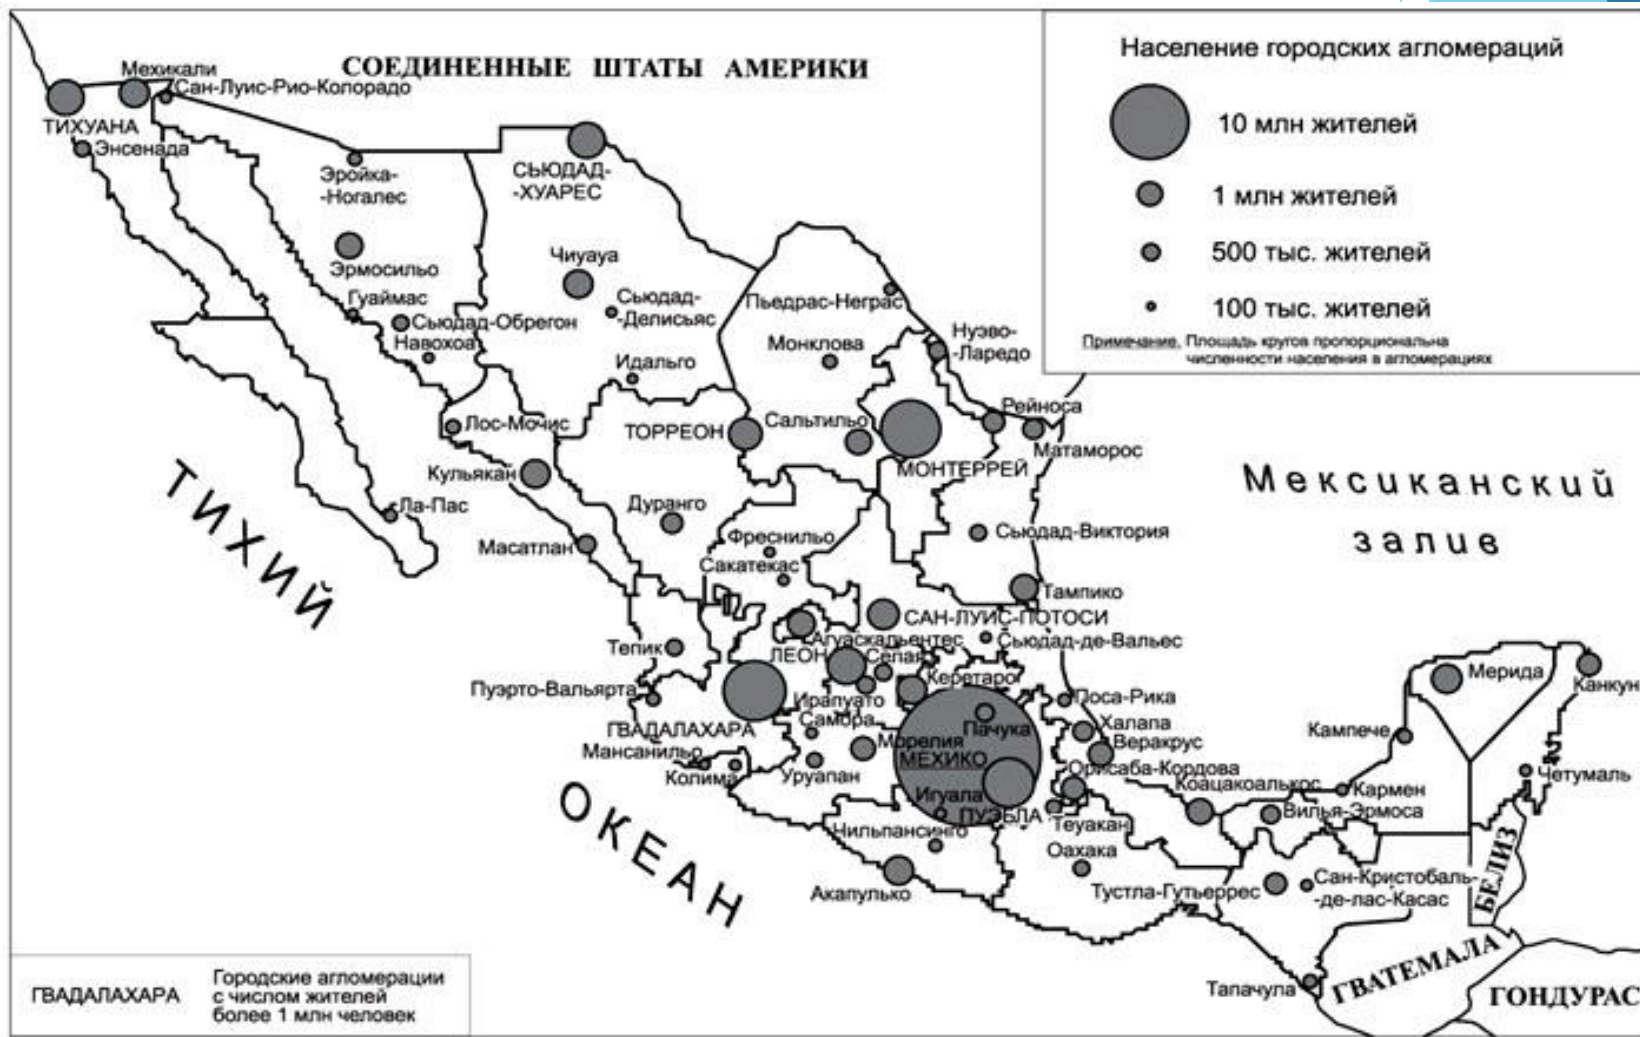 СОЕДИНЕННЫЕ ШТАТЫ АМЕРИКИ
Население городских агломераций
10 млн жителей
1 млн жителей
500 тыс. жителей
100 тыс. жителей
Примечание. Площадь кругов пропорциональна
численности населения в агломерациях
Мехикали
Сан-Луис-Рио-Колорадо
ТИХУАНА
Энсенада
Эройка-
-Ногалес
СЬЮДАД-
-ХУАРЕС
Эрмосильо
Чиуауа
Гуаймас
Сьюдад-
-Делисьяс
Сьюдад-Обрегон
Навохоа
Идальго
Пьедрас-Неграс
Монклова
Нуэво-
-Ларедо
Лос-Мочис
ТОРРЕОН
Сальтильо
Рейноса
Матаморос
МОНТЕРРЕЙ
Кульякан
Ла-Пас
Дуранго
Масатлан
Фреснильо
Сакатекас
Сьюдад-Виктория
Тампико
Мексиканский
залив
ТИХИЙ
ОКЕАН
САН-ЛУИС-ПОТОСИ
Агуаскальентес
Сьюдад-де-Вальес
Тепик
ЛЕОН
Селая
Керетаро
Пуэрто-Вальярта
Ирапуато
ГВАДАЛАХАРА
Самора
Пачука
Поса-Рика
Халапа
Мансанильо
Колима
Уруапан
Морелия
МЕХИКО
Веракрус
Орисаба-Кордова
Игуала
ПУЭБЛА
Теуакан
Коацакоалькос
Чильпансинго
Оахака
Акапулько
Тустла-Гутьеррес
Вилья-Эрмоса
Кармен
Кампече
Мерида
Канкун
Четумаль
Сан-Кристобаль-
-де-лас-Касас
Тапачула
БЕЛИЗ
ГВАТЕМАЛА
ГОНДУРАС
ГВАДАЛАХАРА
Городские агломерации
с числом жителей
более 1 млн человек